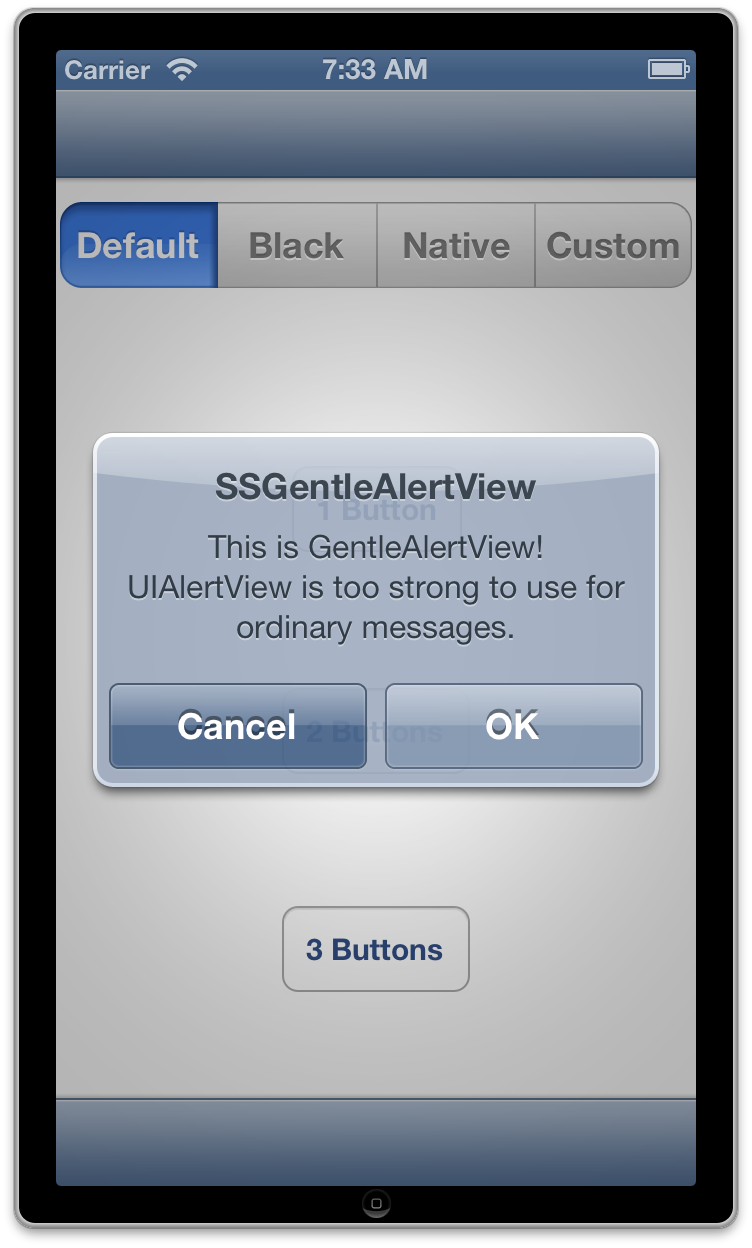 Carrier 7:33 AM
Default Black Native Custom
SSGentleAlertView
1 Button
This is GentleAlertView!
UIAlertView is too strong to use for
ordinary messages.
Cancel OK
2 Buttons
3 Buttons